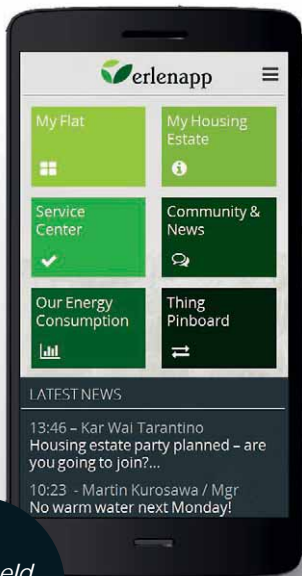 erlenapp
My Flat
My Housing
Estate
Service
Center
Community &
News
Our Energy
Consumption
Thing
Pinboard
LATEST NEWS
13:46 – Kar Wai Tarantino
Housing estate party planned – are
you going to join?...
10:23 - Martin Kurosawa / Mgr
No warm water next Monday!